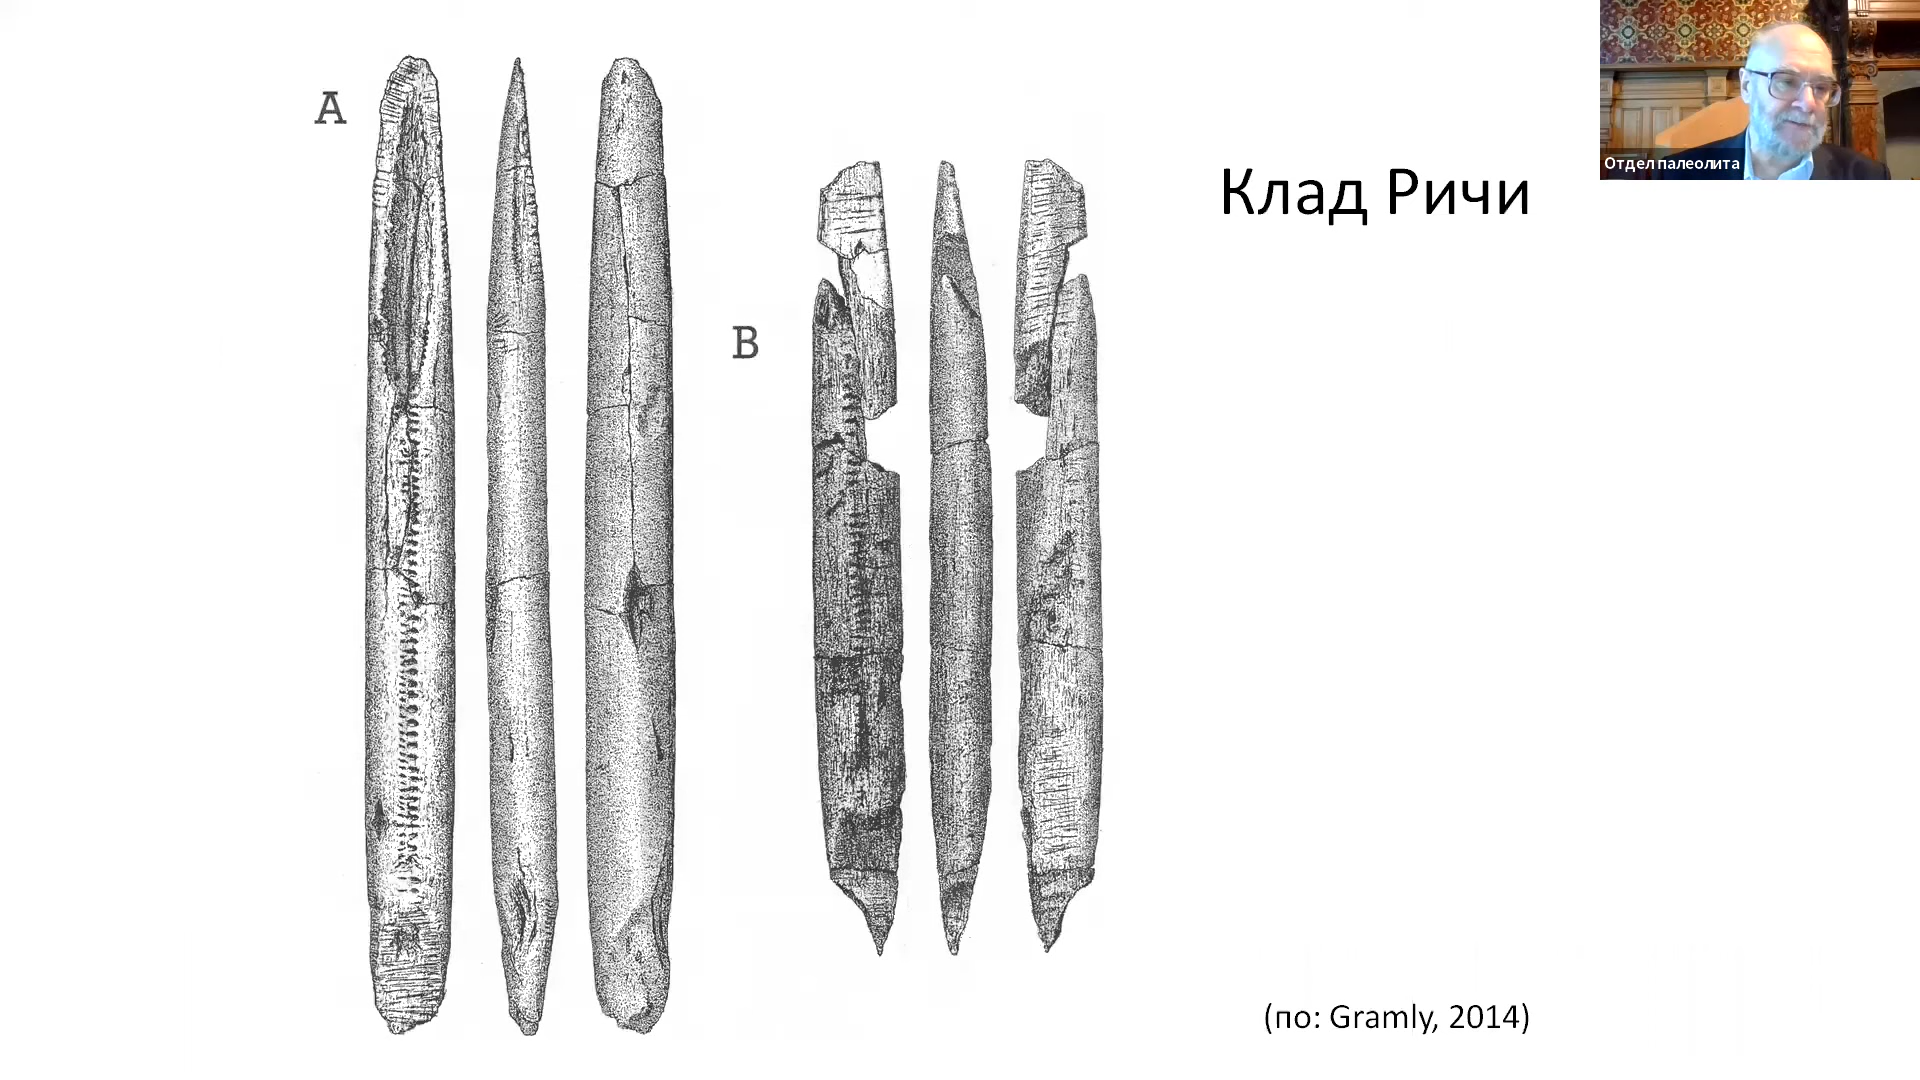 A
B
Клад Ричи
Отдел палеолита
(по: Gramly, 2014)